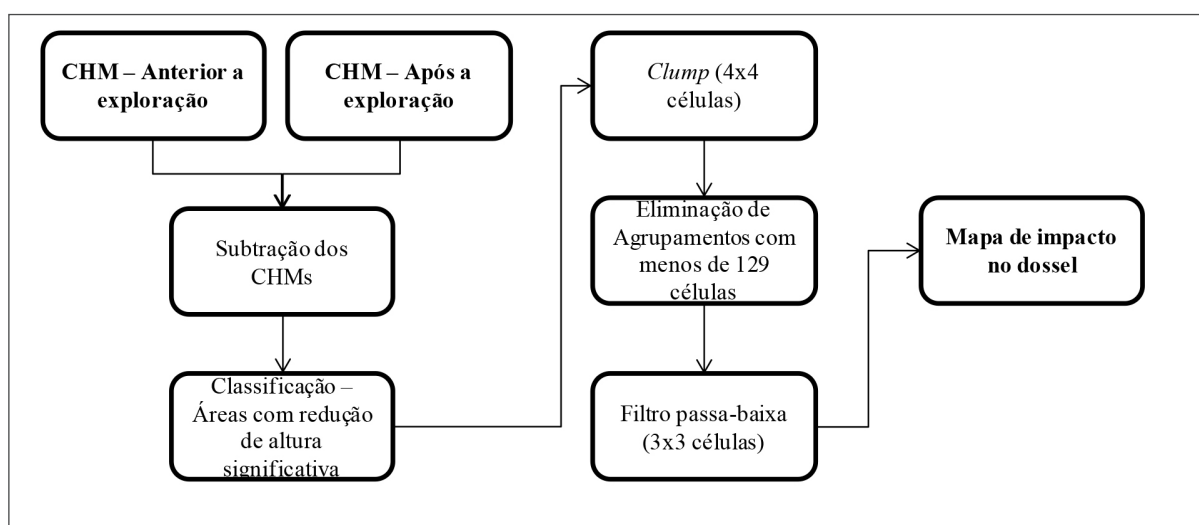 CHM – Anterior a
exploração
CHM – Após a
exploração
Subtração dos
CHMs
Classificação –
Áreas com redução
de altura
significativa
Clump (4x4
células)
Eliminação de
Agrupamentos com
menos de 129
células
Filtro passa-baixa
(3x3 células)
Mapa de impacto
no dossel